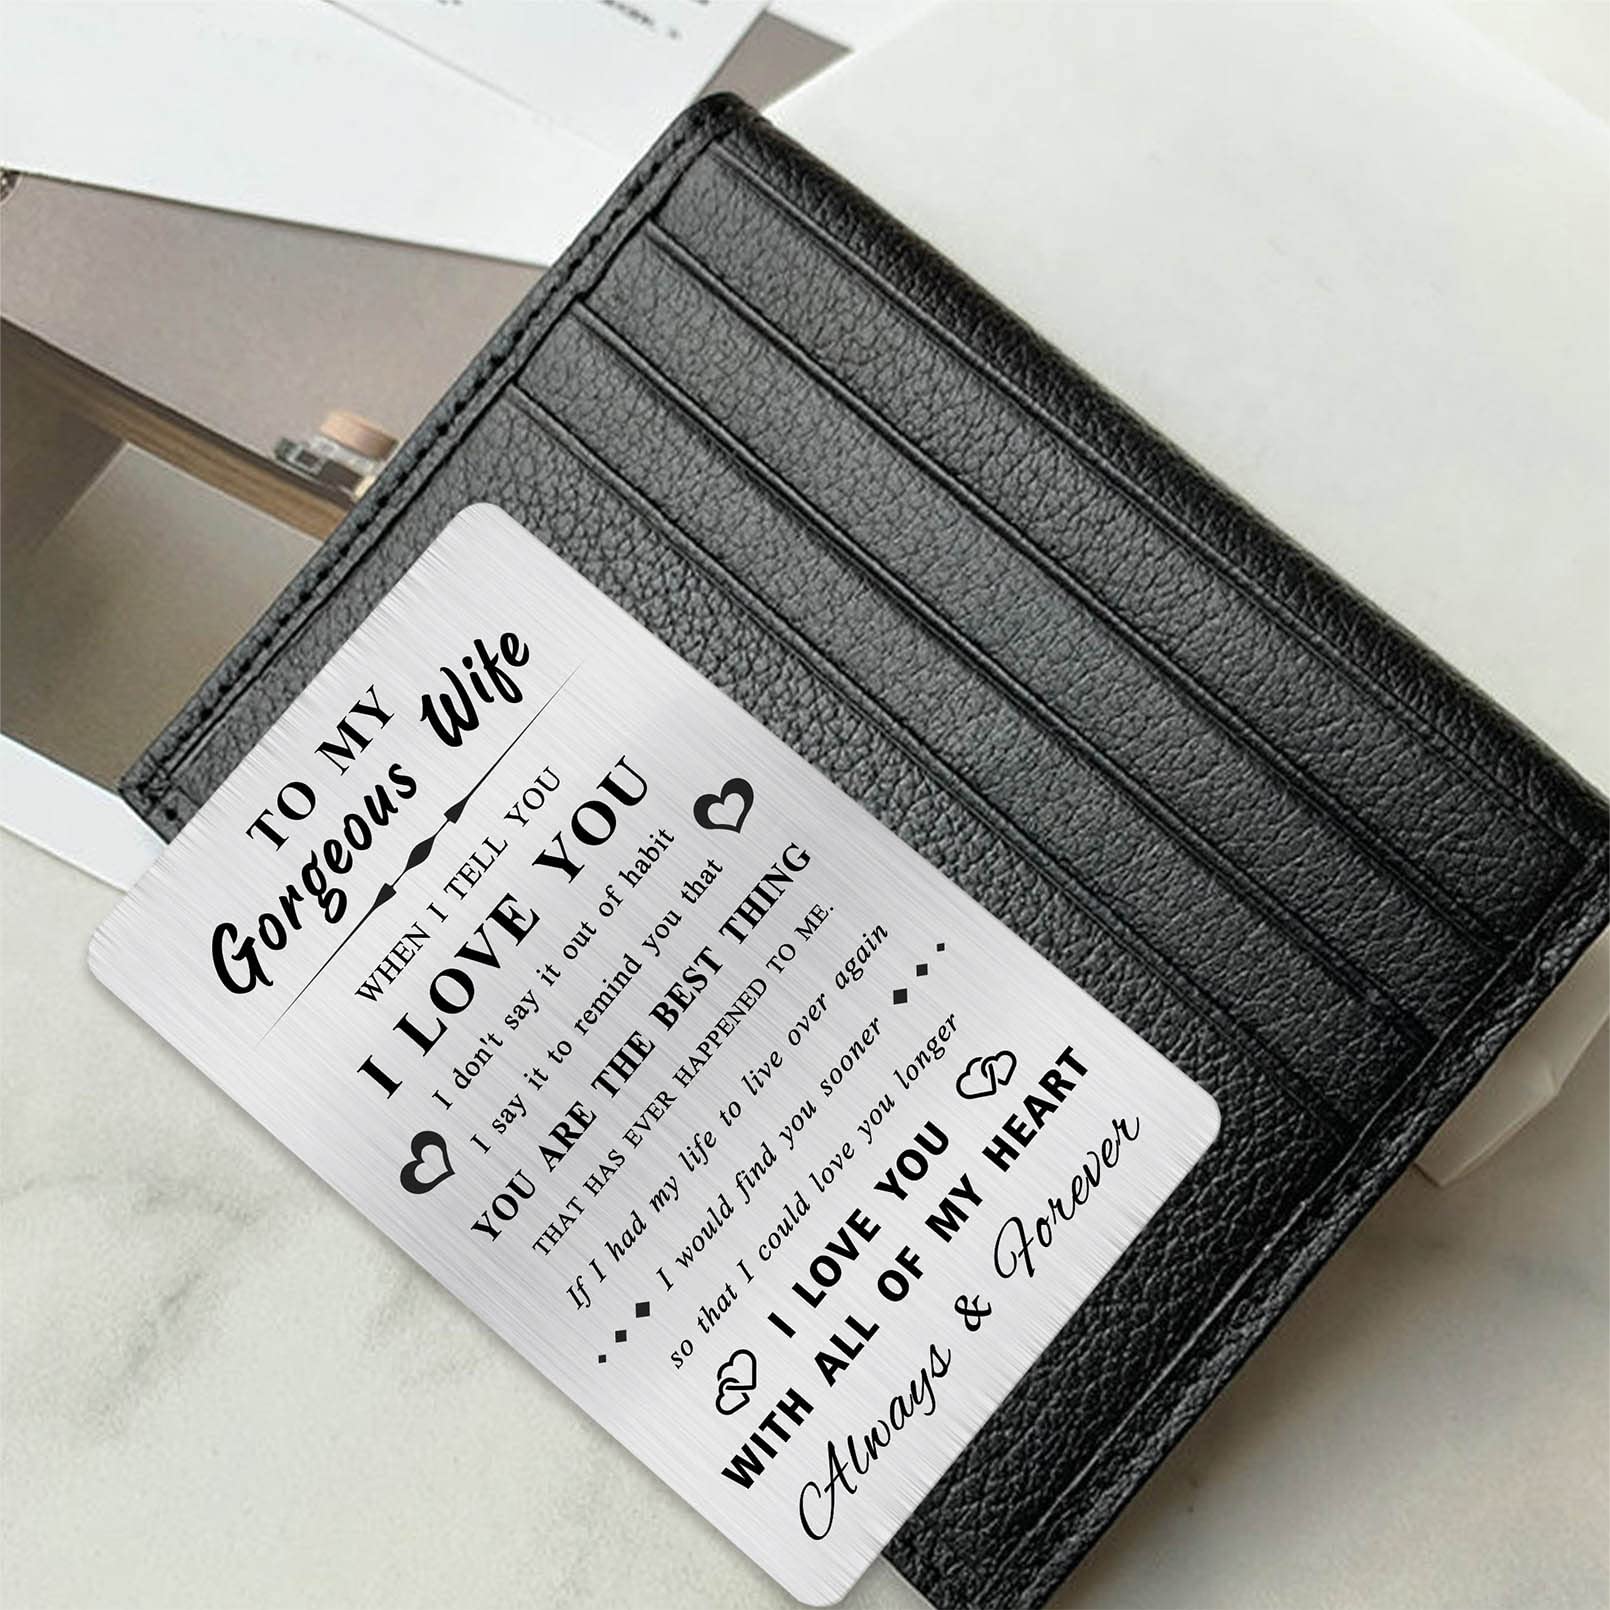 TO MY
Gorgeous Wife
WHEN I TELL YOU
I LOVE YOU
I don't say it out of habit
I say it to remind you that
YOU ARE THE BEST THING
THAT HAS EVER HAPPENED TO ME.
If I had my life to live over again
I would find you sooner
so that I could love you longer
I LOVE YOU
WITH ALL OF MY HEART
Always & Forever